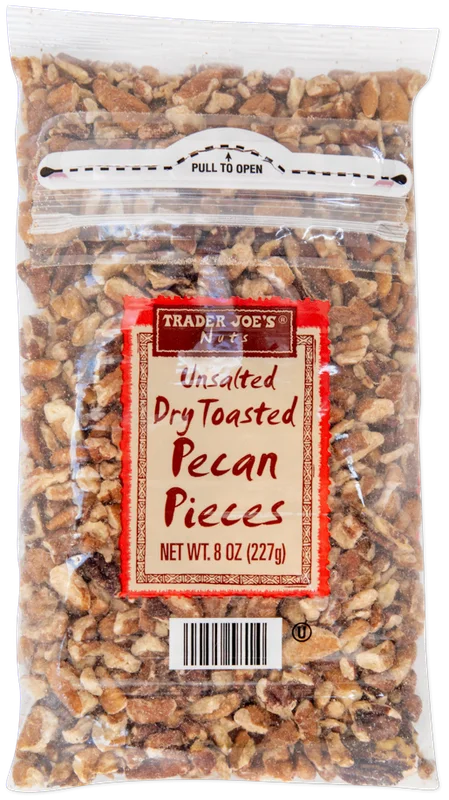 PULL TO OPEN
TRADER JOE'S®
Nuts
Unsalted
Dry Toasted
Pecan
Pieces
NET WT. 8 OZ (227g)
U